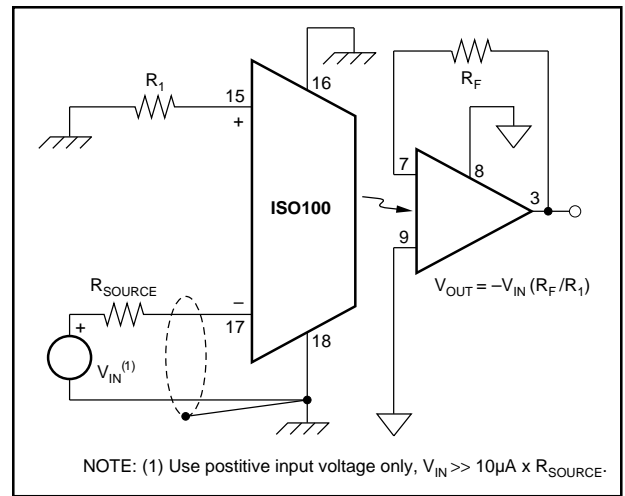 R1
15
+
16
ISO100
RF
7
8
3
9
VOUT = –VIN (RF/R1)
RSOURCE
–
17
18
+
VIN(1)
NOTE: (1) Use postitive input voltage only, VIN >> 10µA x RSOURCE.